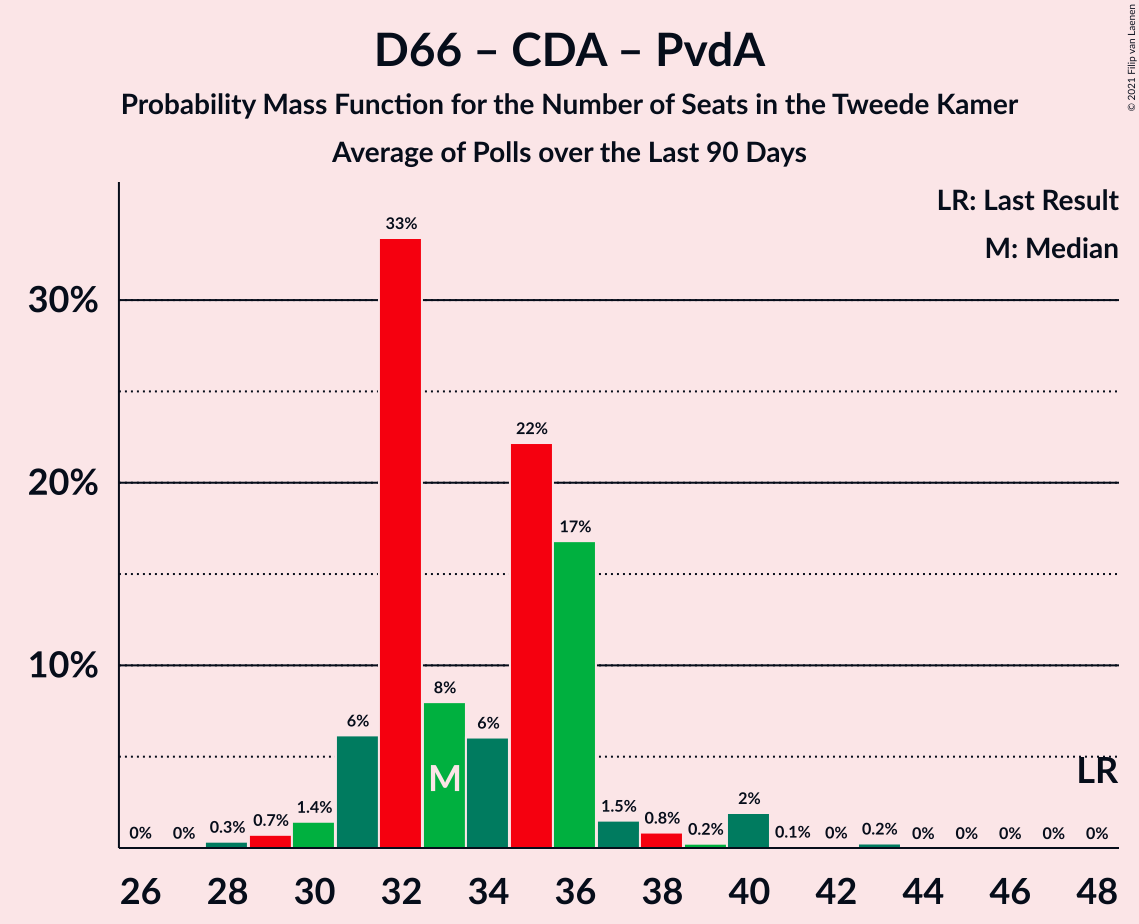 D66 – CDA – PvdA
Probability Mass Function for the Number of Seats in the Tweede Kamer
Average of Polls over the Last 90 Days
© 2021 Filip van Laenen
LR: Last Result
M: Median
30%
20%
10%
0%
0%
0.3%
0.7%
1.4%
6%
33%
8%
6%
22%
17%
1.5%
0.8%
0.2%
2%
0.1%
0%
0.2%
0%
0%
0%
0%
0%
M
LR
26 28 30 32 34 36 38 40 42 44 46 48